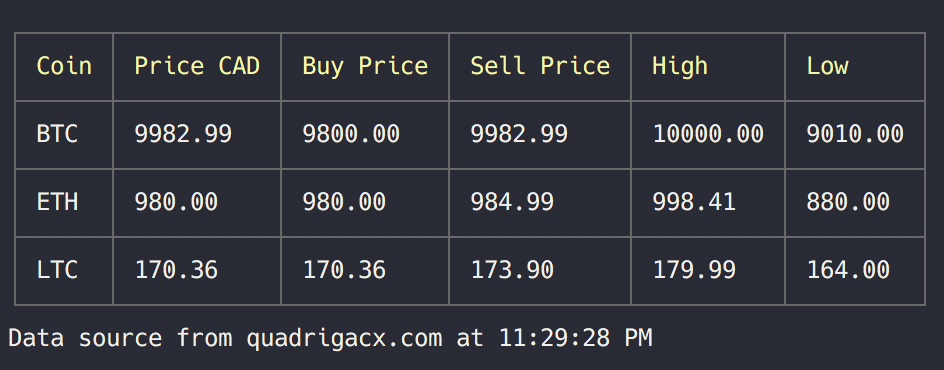 Coin Price CAD Buy Price Sell Price High Low
BTC 9982.99 9800.00 9982.99 10000.00 9010.00
ETH 980.00 980.00 984.99 998.41 880.00
LTC 170.36 170.36 173.90 179.99 164.00
Data source from quadrigacx.com at 11:29:28 PM